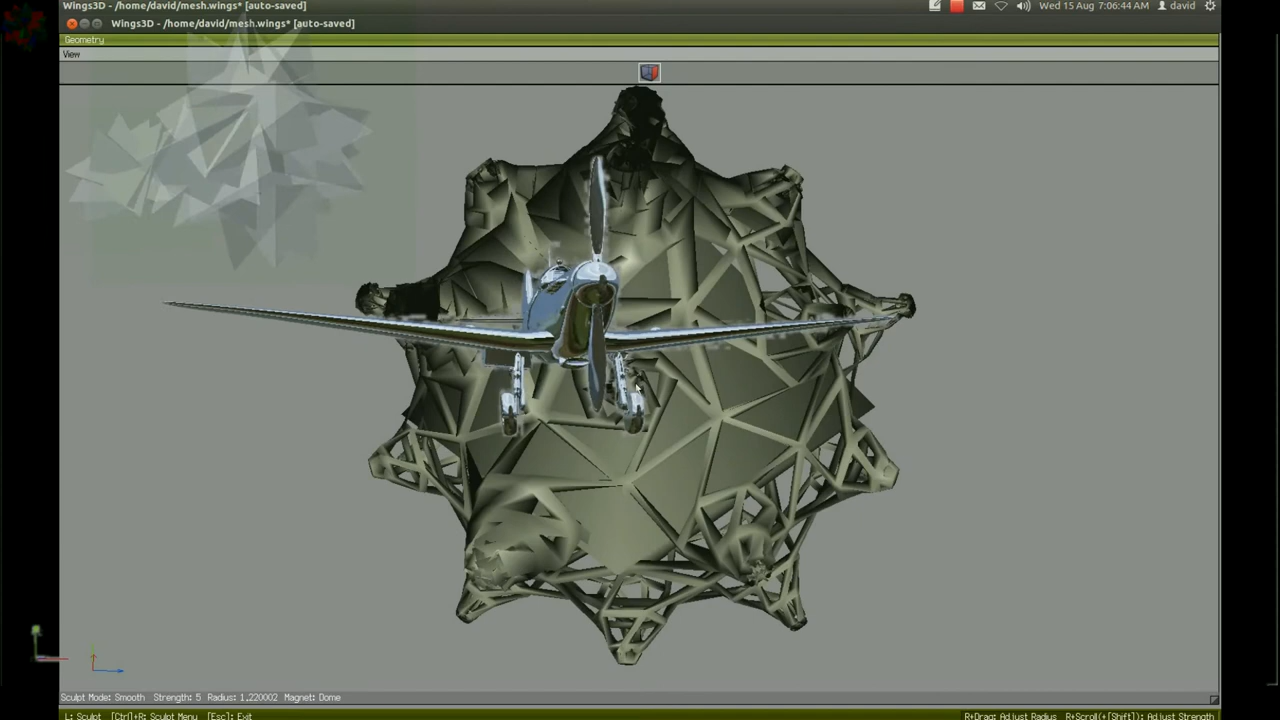 Wings3D - /home/david/mesh.wings* [auto-saved]
Wed 15 Aug 7:06:44 AM david
Wings3D - /home/david/mesh.wings* [auto-saved]
Geometry
View
Sculpt Mode: Smooth Strength: 5 Radius: 1.220002 Magnet: Dome
L: Sculpt [Ctrl]+R: Sculpt Menu [Esc]: Exit R+Drag: Adjust Radius R+Scroll(+[Shift]): Adjust Strength